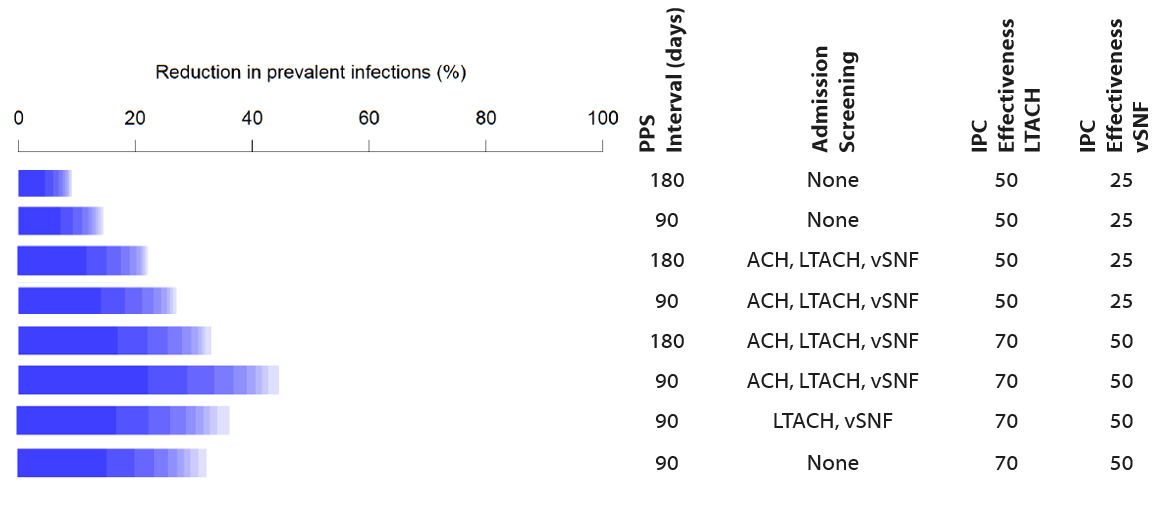 Reduction in prevalent infections (%)
0 20 40 60 80 100
PPS
Interval (days)
Admission
Screening
IPC
Effectiveness
LTACH
IPC
Effectiveness
vSNF
180 None 50 25
90 None 50 25
180 ACH, LTACH, vSNF 50 25
90 ACH, LTACH, vSNF 50 25
180 ACH, LTACH, vSNF 70 50
90 ACH, LTACH, vSNF 70 50
90 LTACH, vSNF 70 50
90 None 70 50